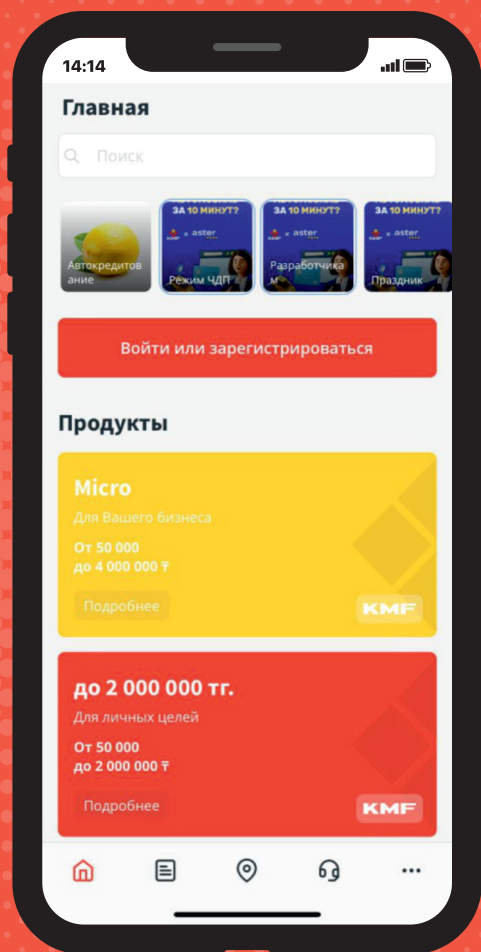 14:14
Главная
Поиск
ЗА 10 МИНУТ?
KMF x aster
Автокредитов
ание
ЗА 10 МИНУТ?
KMF x aster
Режим ЧДП
ЗА 10 МИНУТ?
x aster
Разработчика
м
Праздник
Войти или зарегистрироваться
Продукты
Micro
Для Вашего бизнеса
От 50 000
до 4 000 000 ₸
Подробнее
KMF
до 2 000 000 тг.
Для личных целей
От 50 000
до 2 000 000 ₸
Подробнее
KMF